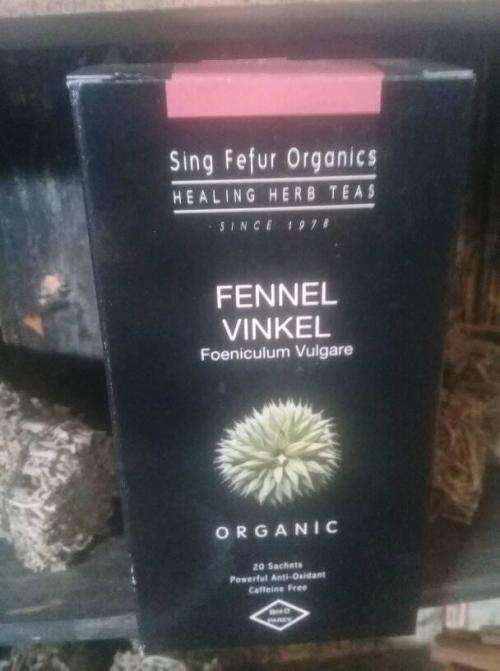 Sing Fefur Organics
HEALING HERB TEAS
SINCE 1978
FENNEL
VINKEL
Foeniculum Vulgare
ORGANIC
20 Sachets
Powerful Anti-Oxidant
Caffeine Free
PAREV